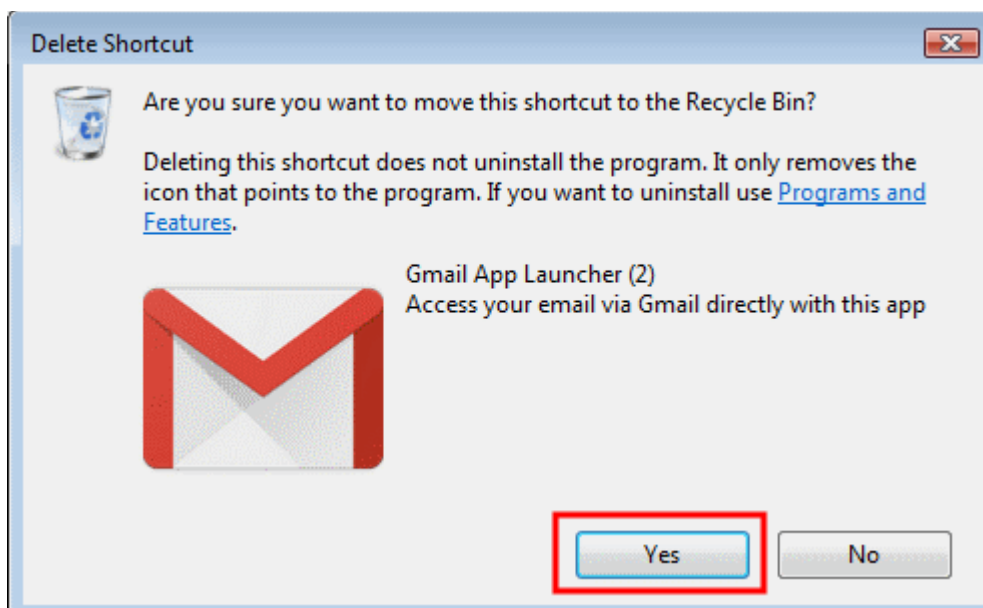 Delete Shortcut
Are you sure you want to move this shortcut to the Recycle Bin?
Deleting this shortcut does not uninstall the program. It only removes the
icon that points to the program. If you want to uninstall use Programs and
Features.
Gmail App Launcher (2)
Access your email via Gmail directly with this app
Yes
No